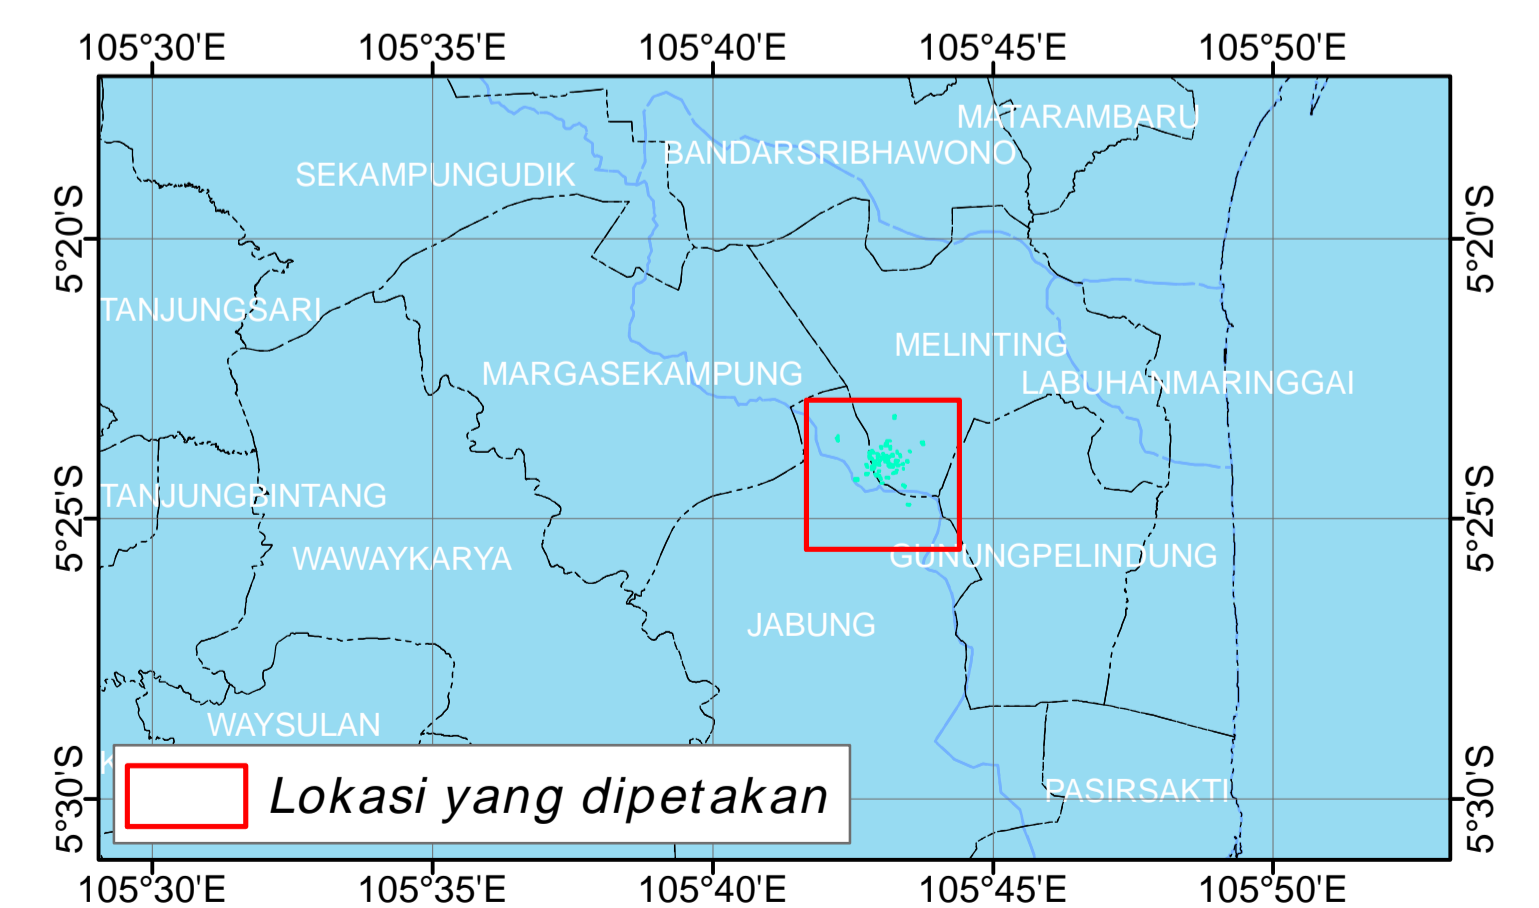 105°30'E 105°35'E 105°40'E 105°45'E 105°50'E
MATARAMBARU
BANDARSRIBHAWONO
SEKAMPUNGUDIK
5°20'S 5°20'S
TANJUNGSARI
MELINTING
MARGASEKAMPUNG
LABUHANMARINGGAI
TANJUNGBINTANG
5°25'S 5°25'S
WAWAYKARYA
GUNUNGPELINDUNG
JABUNG
WAYSULAN
K
PASIRSAKTI
5°30'S 5°30'S
Lokasi yang dipetakan
105°30'E 105°35'E 105°40'E 105°45'E 105°50'E